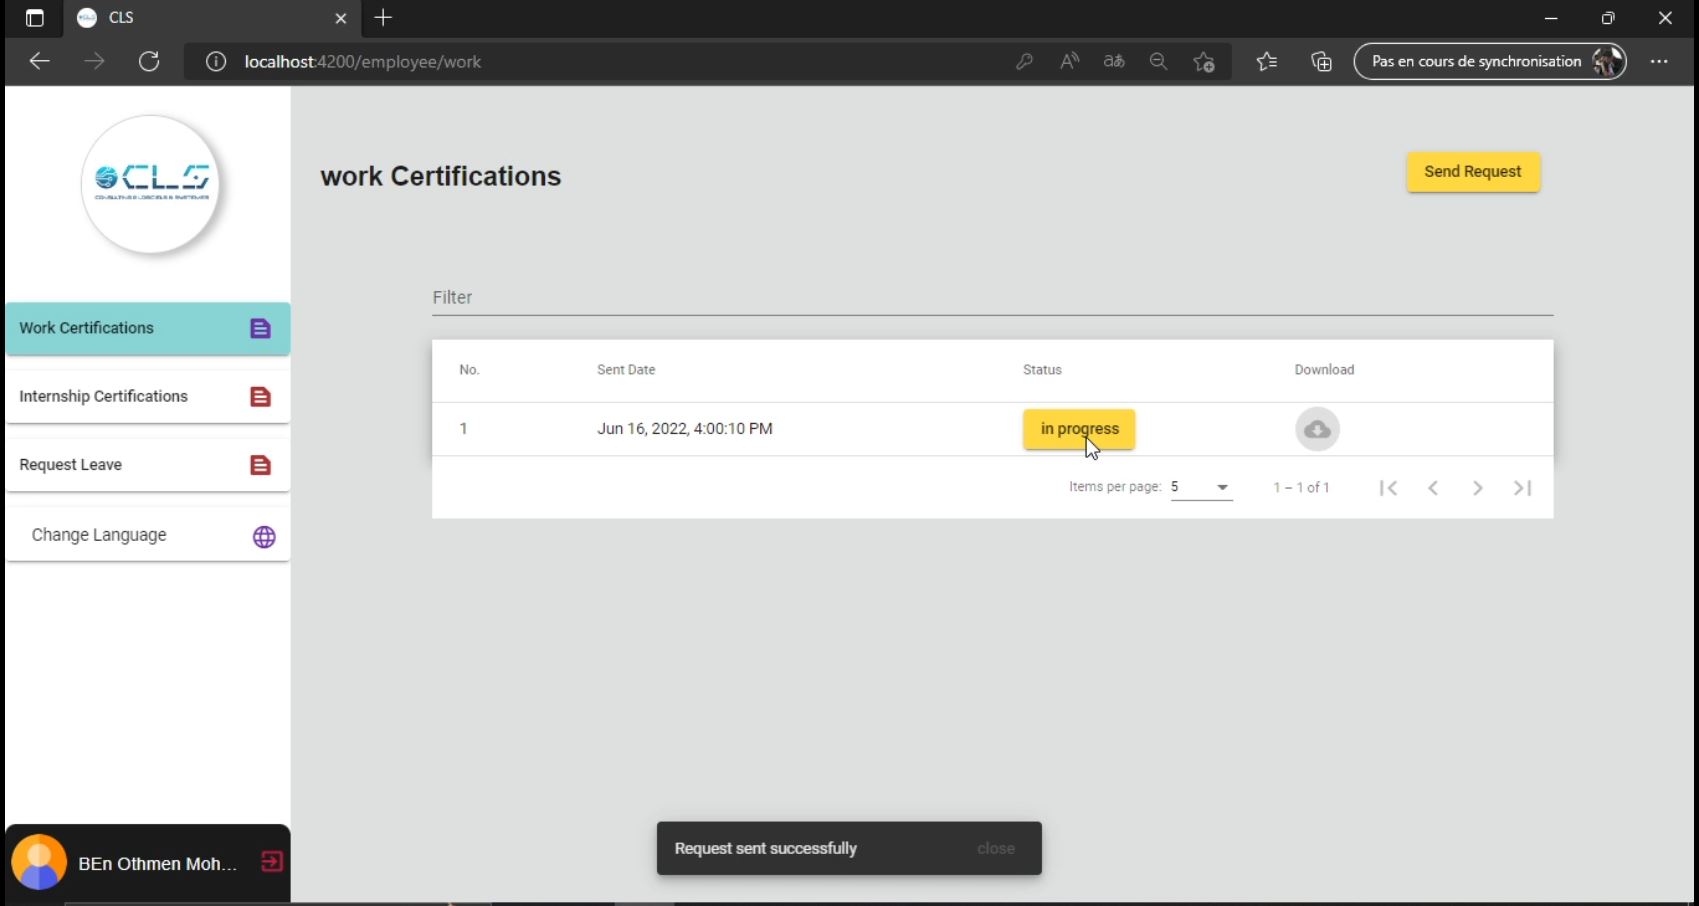 CLS
localhost:4200/employee/work
Pas en cours de synchronisation
CLS
work Certifications
Send Request
Filter
Work Certifications
Internship Certifications
Request Leave
Change Language
No. Sent Date Status Download
1 Jun 16, 2022, 4:00:10 PM in progress
Items per page: 5 1 – 1 of 1
BEn Othmen Moh...
Request sent successfully close